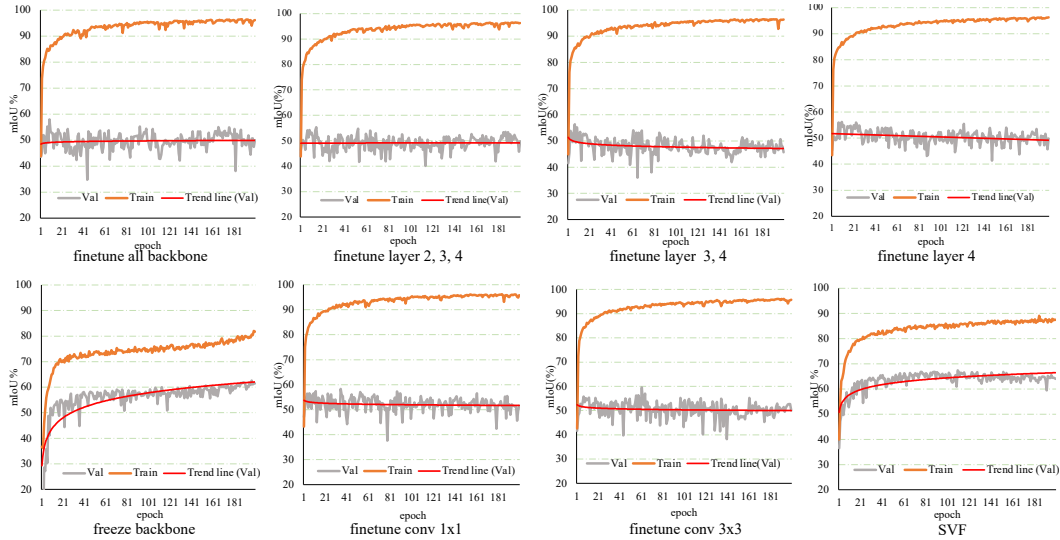 100
90
80
70
60
50
40
30
20
mIoU %
Val Train Trend line (Val)
1 21 41 61 81 101 121 141 161 181
epoch
finetune all backbone
100
90
80
70
60
50
40
30
20
mIoU(%)
Val Train Trend line(Val)
1 21 41 61 81 101 121 141 161 181
epoch
finetune layer 2, 3, 4
100
90
80
70
60
50
40
30
20
mIoU(%)
Val Train Trend line(Val)
1 21 41 61 81 101 121 141 161 181
epoch
finetune layer 3, 4
100
90
80
70
60
50
40
30
20
mIoU(%)
Val Train Trend line (Val)
1 21 41 61 81 101 121 141 161 181
epoch
finetune layer 4
100
90
80
70
60
50
40
30
20
mIoU (%)
Val Train Trend line (Val)
1 21 41 61 81 101 121 141 161 181
epoch
freeze backbone
100
90
80
70
60
50
40
30
20
mIoU (%)
Val Train Trend line (Val)
1 21 41 61 81 101 121 141 161 181
epoch
finetune conv 1x1
100
90
80
70
60
50
40
30
20
mIoU (%)
Val Train Trend line (Val)
1 21 41 61 81 101 121 141 161 181
epoch
finetune conv 3x3
100
90
80
70
60
50
40
30
20
mIoU (%)
Val Train Trend line (Val)
1 21 41 61 81 101 121 141 161 181
epoch
SVF